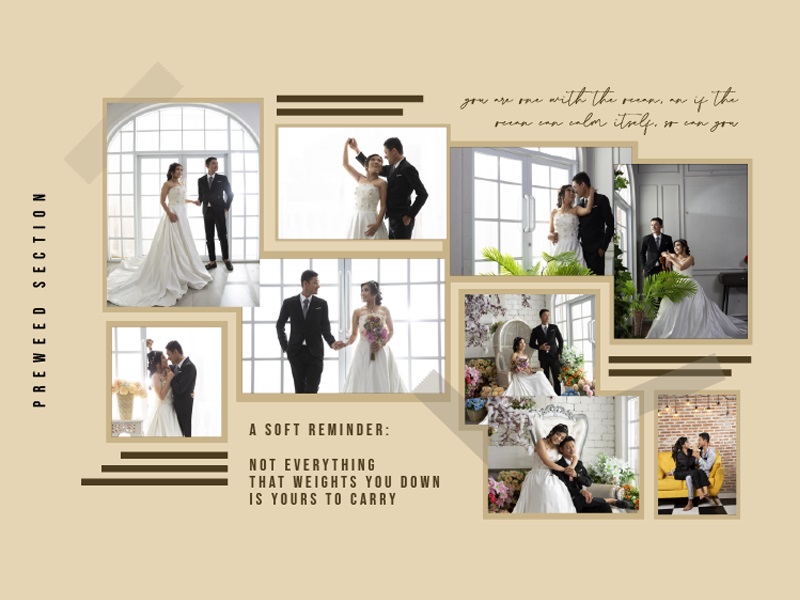 you are one with the ocean, an if the
ocean can calm itself, so can you
PREWEED SECTION
A SOFT REMINDER:
NOT EVERYTHING
THAT WEIGHTS YOU DOWN
IS YOURS TO CARRY